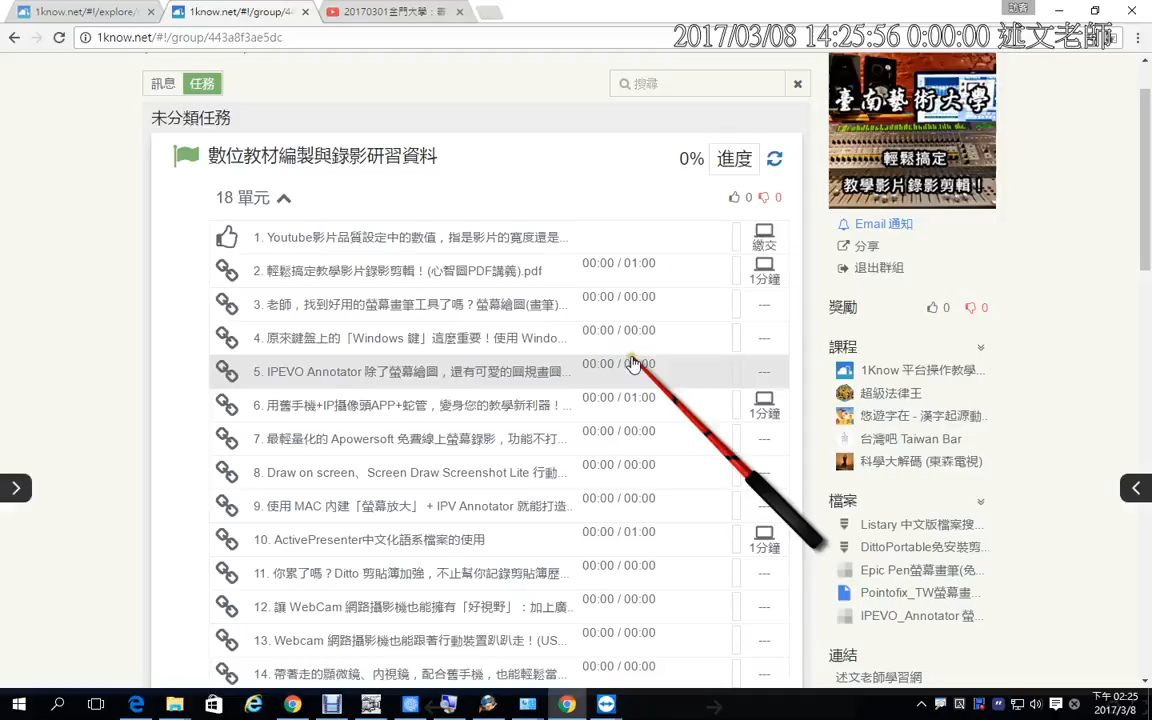 1know.net/#!/explore/
1know.net/#!/group/44
20170301金門大學：
訪客
1know.net/#!/group/443a8f3ae5dc
2017/03/08 14:25:56 0:00:00 述文老師
訊息
任務
搜尋
未分類任務
數位教材編製與錄影研習資料
0%
進度
18 單元
0
0
1. Youtube影片品質設定中的數值，指是影片的寬度還是...
繳交
2. 輕鬆搞定教學影片錄影剪輯！(心智圖PDF講義).pdf
00:00 / 01:00
1分鐘
3. 老師，找到好用的螢幕畫筆工具了嗎？螢幕繪圖(畫筆)...
00:00 / 00:00
---
4. 原來鍵盤上的「Windows 鍵」這麼重要！使用 Windo...
00:00 / 00:00
---
5. IPEVO Annotator 除了螢幕繪圖，還有可愛的圓規畫圓...
00:00 / 00:00
---
6. 用舊手機+IP攝像頭APP+蛇管，變身您的教學新利器！...
00:00 / 01:00
1分鐘
7. 最輕量化的 Apowersoft 免費線上螢幕錄影，功能不打...
00:00 / 00:00
---
8. Draw on screen、Screen Draw Screenshot Lite 行動...
00:00 / 00:00
9. 使用 MAC 內建「螢幕放大」 + IPV Annotator 就能打造...
00:00 / 00:00
---
10. ActivePresenter中文化語系檔案的使用
00:00 / 01:00
1分鐘
11. 你累了嗎？Ditto 剪貼簿加強，不止幫你記錄剪貼簿歷...
00:00 / 00:00
---
12. 讓 WebCam 網路攝影機也能擁有「好視野」：加上廣...
00:00 / 00:00
---
13. Webcam 網路攝影機也能跟著行動裝置趴趴走！(US...
00:00 / 00:00
---
14. 帶著走的顯微鏡、內視鏡，配合舊手機，也能輕鬆當...
00:00 / 00:00
---
臺南藝術大學
輕鬆搞定
教學影片錄影剪輯！
Email 通知
分享
退出群組
獎勵
0
0
課程
1Know 平台操作教學...
超級法律王
悠遊字在 - 漢字起源動...
台灣吧 Taiwan Bar
科學大解碼 (東森電視)
檔案
Listary 中文版檔案搜...
DittoPortable免安裝剪...
Epic Pen螢幕畫筆(免...
Pointofix_TW螢幕畫...
IPEVO_Annotator 螢...
連結
述文老師學習網
下午 02:25
2017/3/8